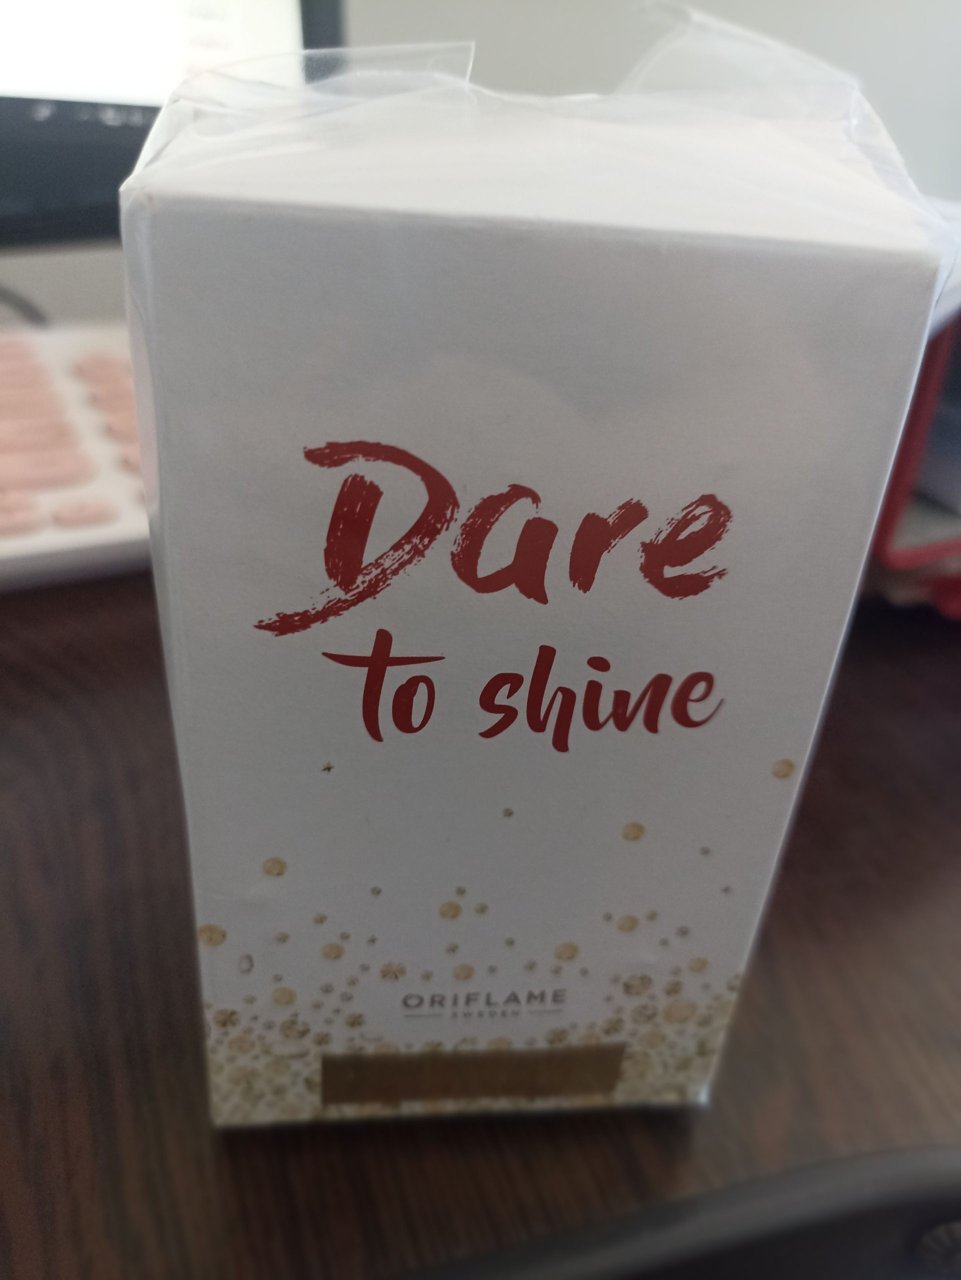 Dare
to shine
ORIFLAME
SWEDEN